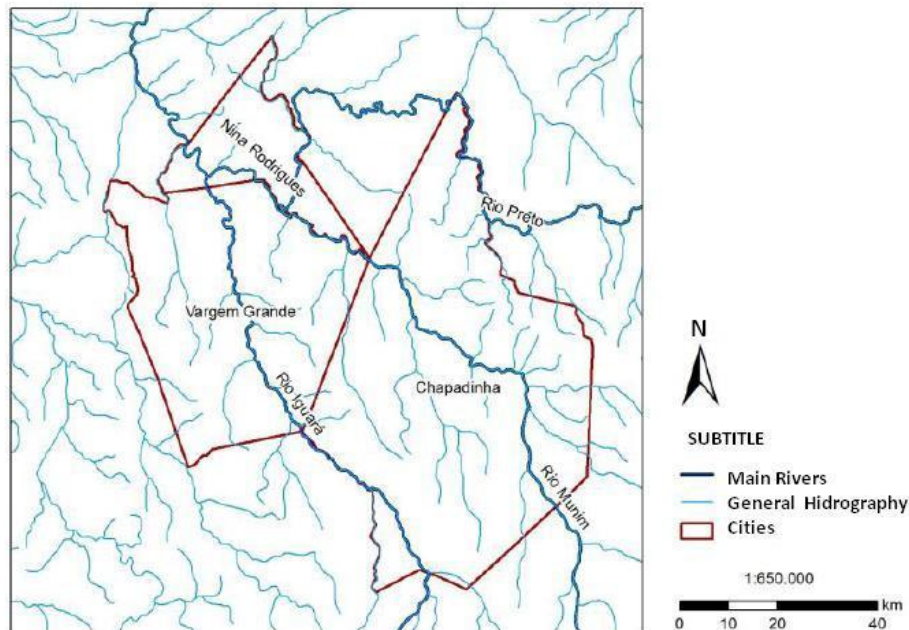 Nina Rodrigues
Rio Preto
Vargem Grande
Rio Iguará
Chapadinha
Rio Munim
N
SUBTITLE
Main Rivers
General Hidrography
Cities
1:650.000
km
0 10 20 40